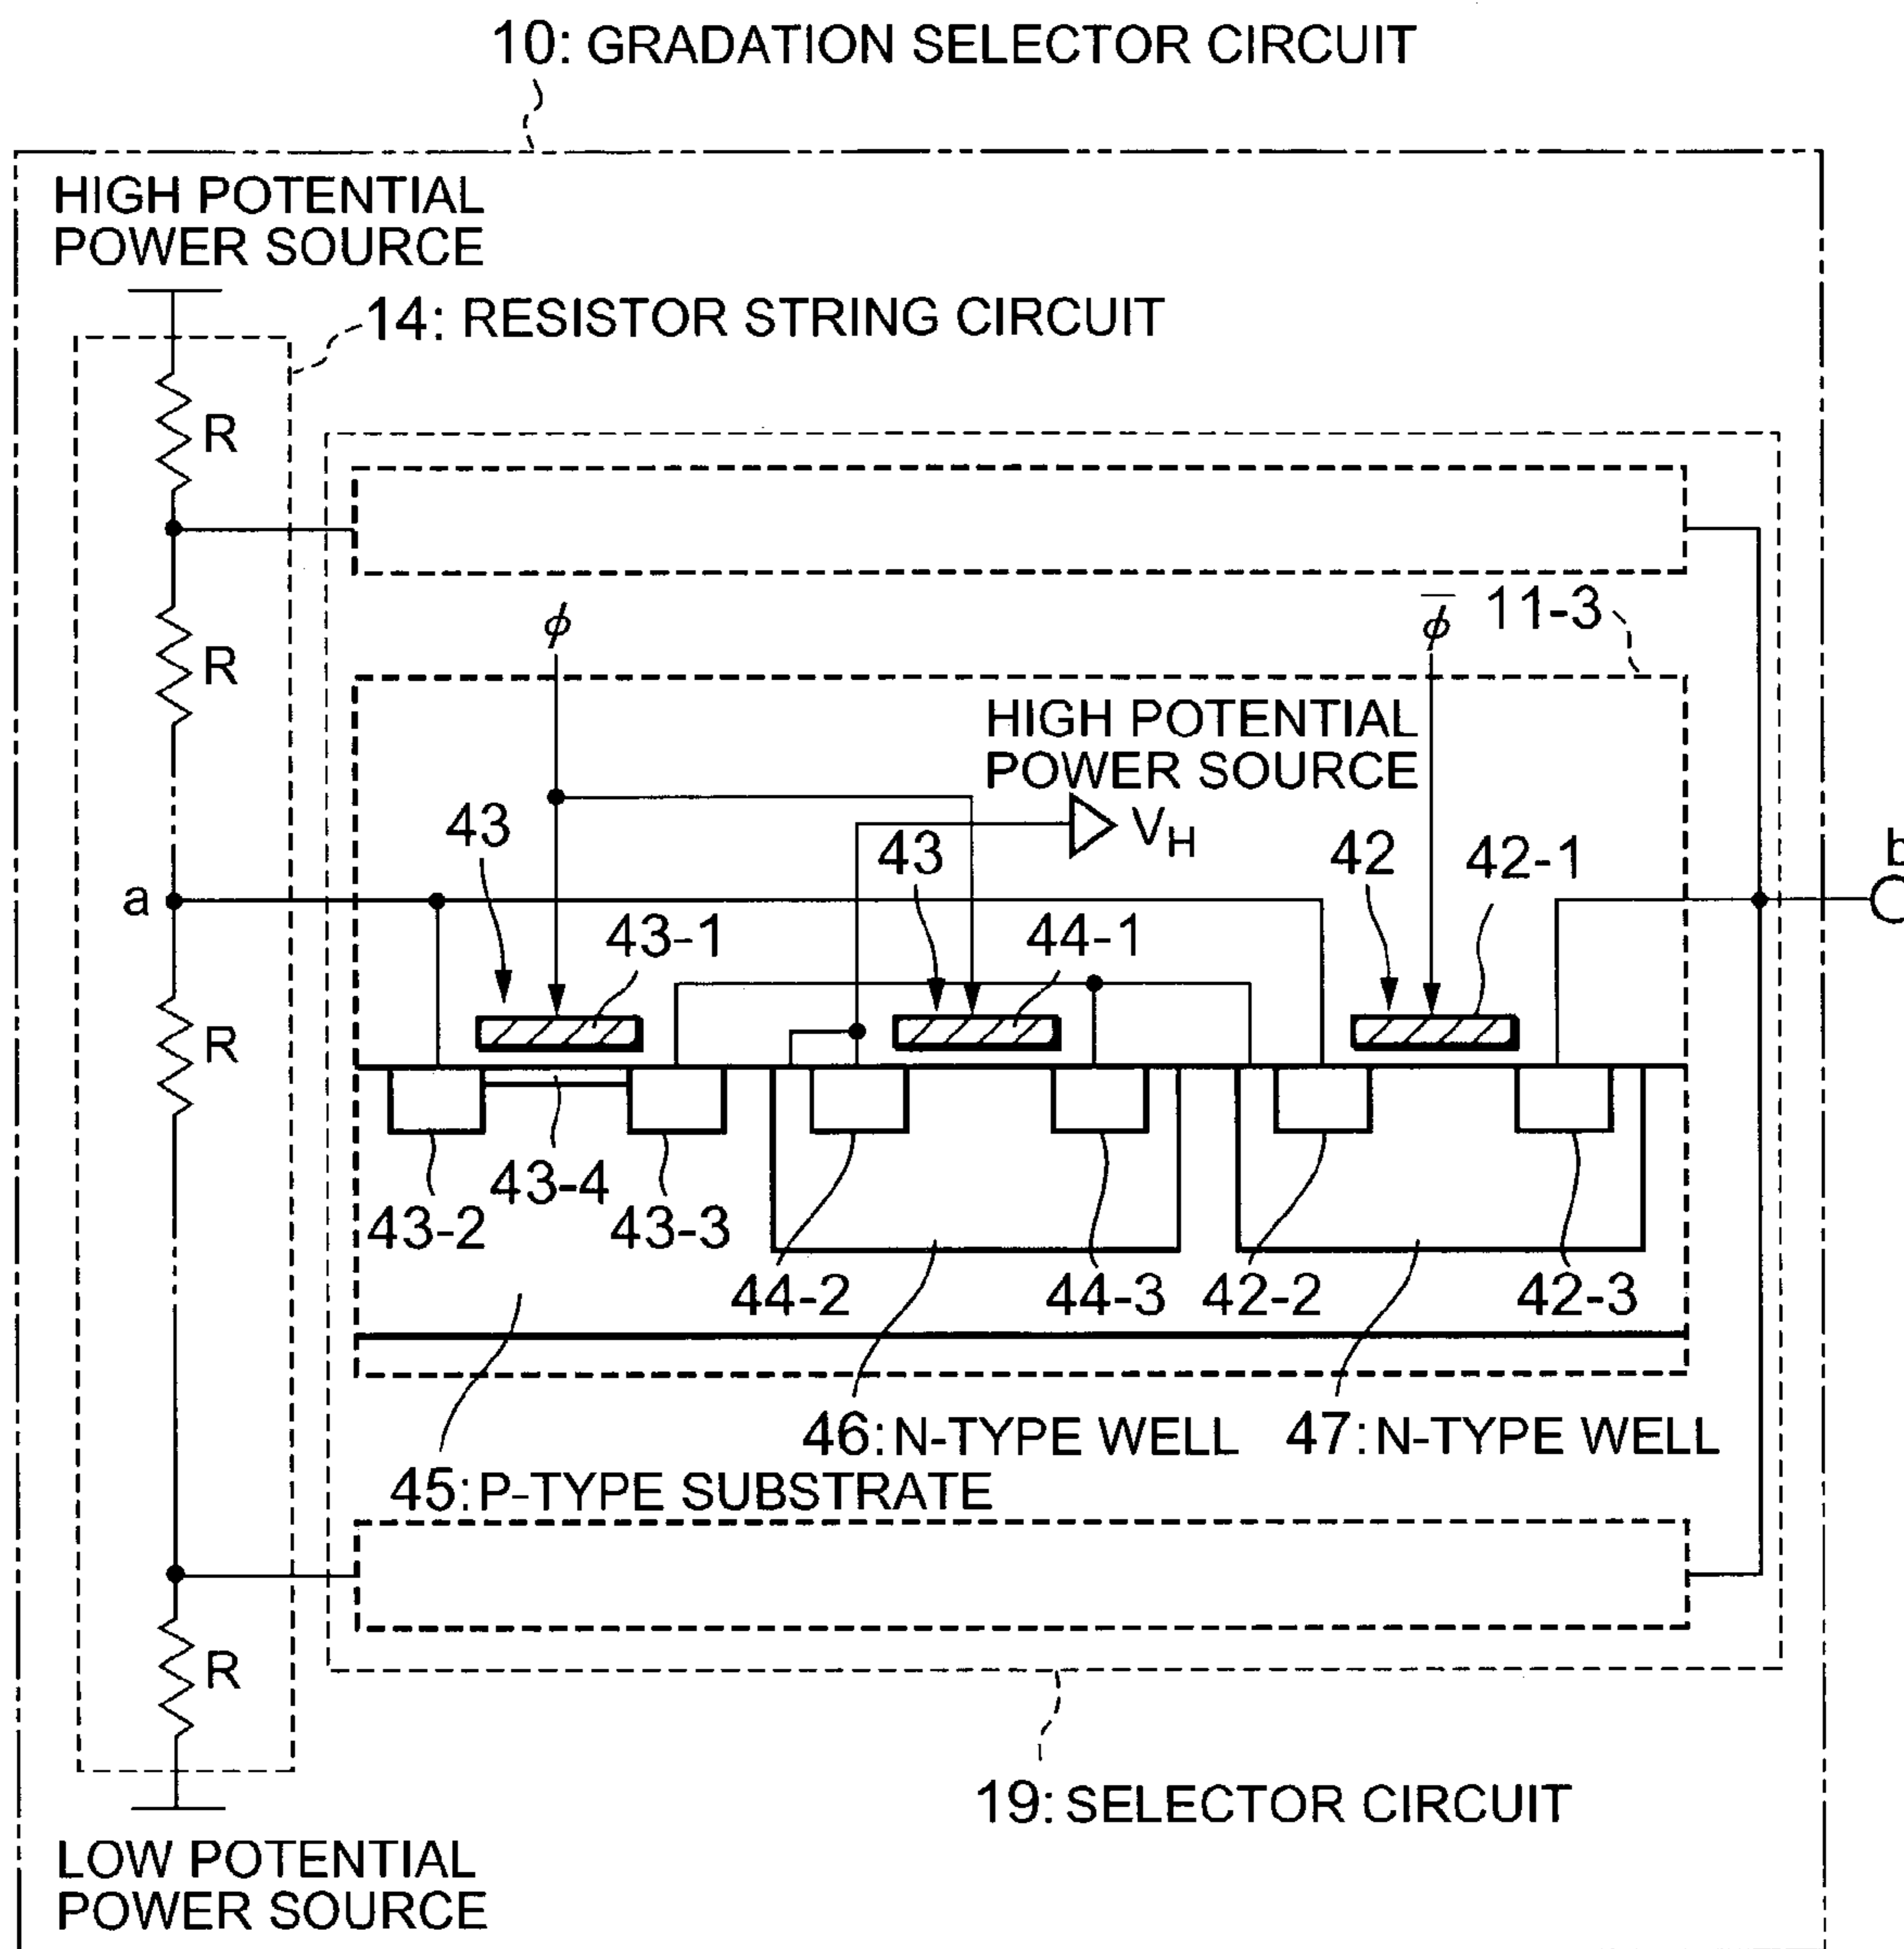 10: GRADATION SELECTOR CIRCUIT
HIGH POTENTIAL
POWER SOURCE
14: RESISTOR STRING CIRCUIT
R
R
ϕ
ϕ̅
11-3
HIGH POTENTIAL
POWER SOURCE
43
VH
43
42
42-1
b
a
43-1
44-1
R
43-4
43-2
43-3
44-2
44-3
42-2
42-3
46: N-TYPE WELL
47: N-TYPE WELL
45: P-TYPE SUBSTRATE
R
19: SELECTOR CIRCUIT
LOW POTENTIAL
POWER SOURCE